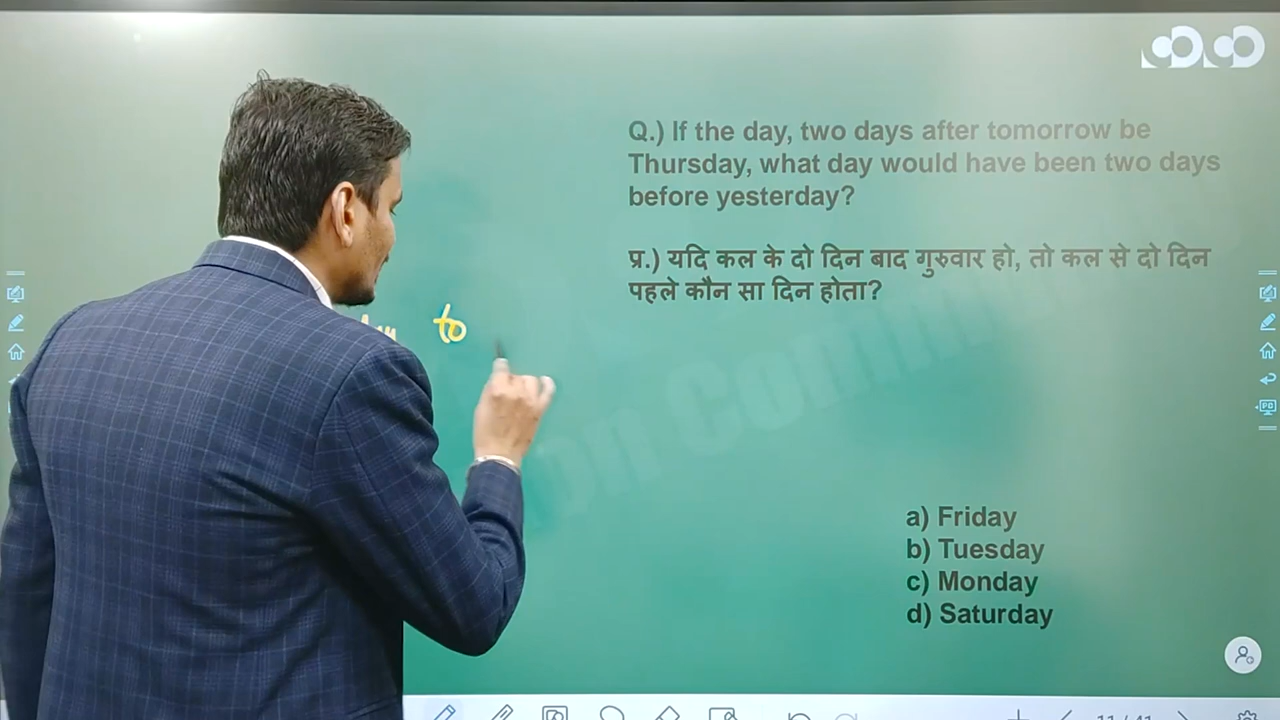 Q.) If the day, two days after tomorrow be
Thursday, what day would have been two days
before yesterday?
प्र.) यदि कल के दो दिन बाद गुरुवार हो, तो कल से दो दिन
पहले कौन सा दिन होता?
to
a) Friday
b) Tuesday
c) Monday
d) Saturday